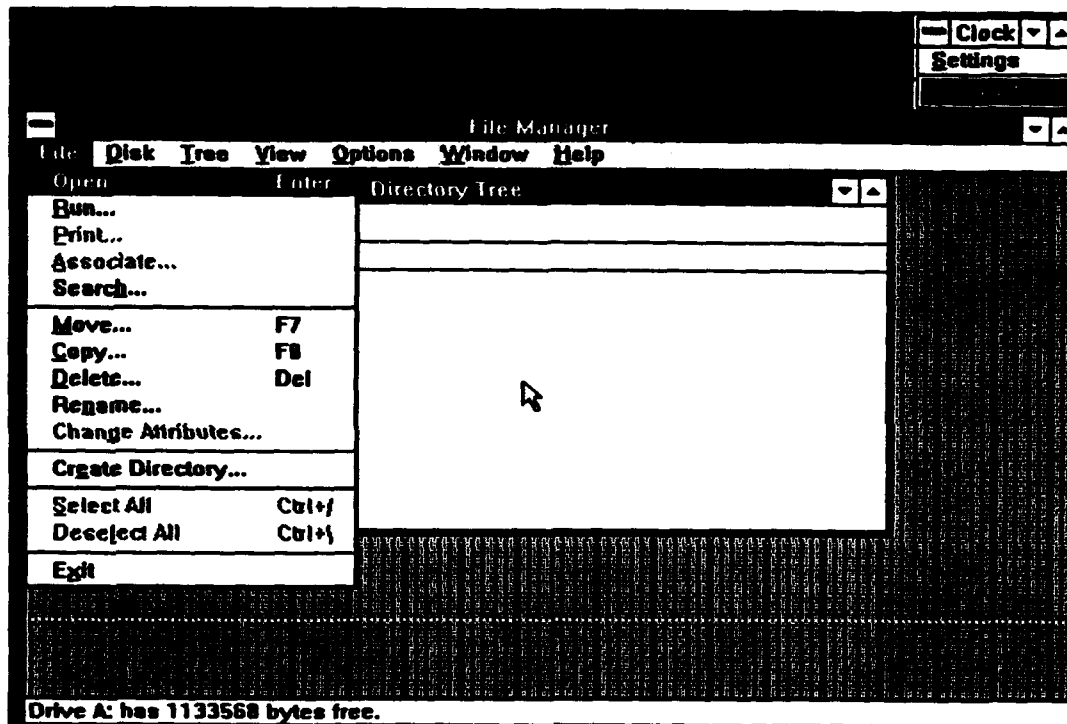 Clock
Settings
File Manager
File Disk Tree View Options Window Help
Open Enter
Directory Tree
Run...
Print...
Associate...
Search...
Move... F7
Copy... F8
Delete... Del
Rename...
Change Attributes...
Create Directory...
Select All Ctrl+/
Deselect All Ctrl+\
Exit
Drive A: has 1133568 bytes free.